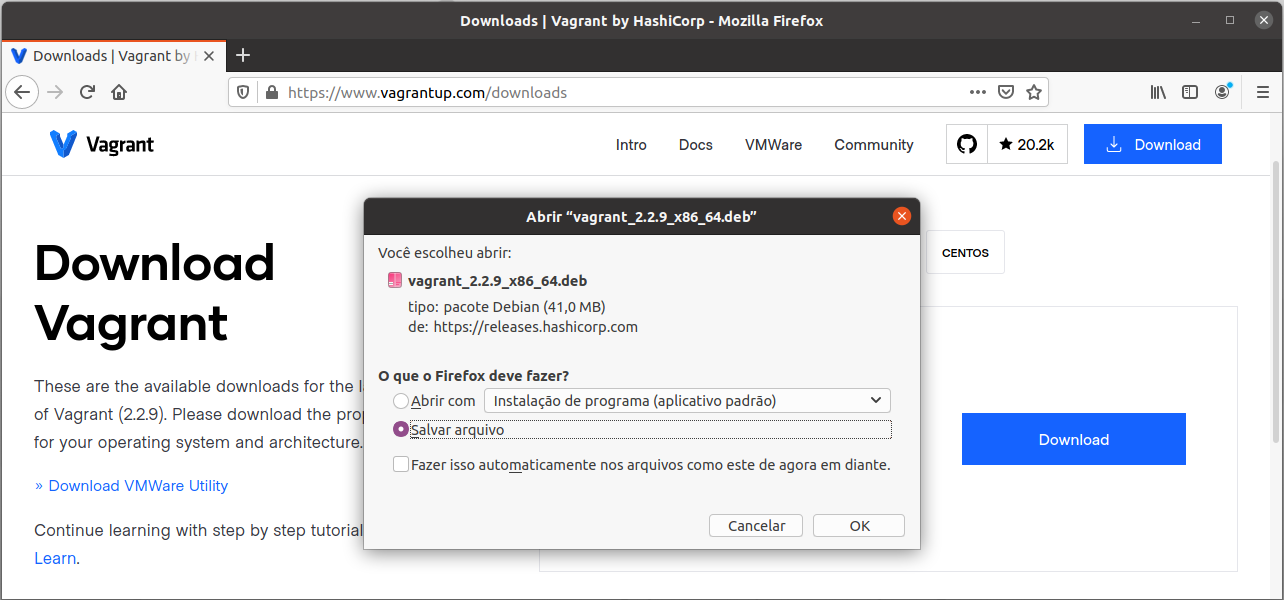 Downloads | Vagrant by HashiCorp - Mozilla Firefox
Downloads | Vagrant by
https://www.vagrantup.com/downloads
Vagrant
Intro
Docs
VMWare
Community
20.2k
Download
Abrir “vagrant_2.2.9_x86_64.deb”
Você escolheu abrir:
vagrant_2.2.9_x86_64.deb
tipo: pacote Debian (41,0 MB)
de: https://releases.hashicorp.com
O que o Firefox deve fazer?
Abrir com
Instalação de programa (aplicativo padrão)
Salvar arquivo
Fazer isso automaticamente nos arquivos como este de agora em diante.
Cancelar
OK
Download
Vagrant
These are the available downloads for the
of Vagrant (2.2.9). Please download the
for your operating system and architecture.
» Download VMWare Utility
Continue learning with step by step tutorial
Learn.
CENTOS
Download